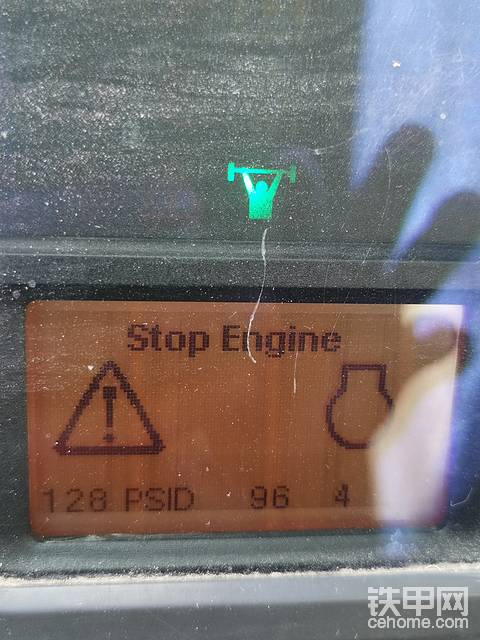 Stop Engine
128 PSID 96 4
铁甲网
cehome.com